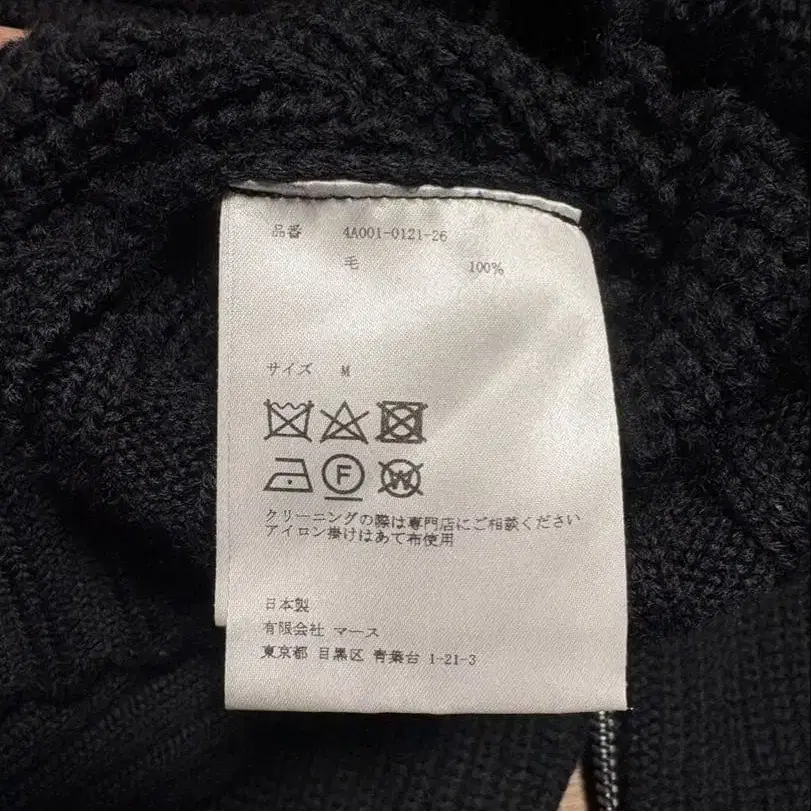 品番 4A001-0121-26
毛 100%
サイズ M
F W
クリーニングの際は専門店にご相談ください
アイロン掛けはあて布使用
日本製
有限会社 マース
東京都 目黒区 青葉台 1-21-3